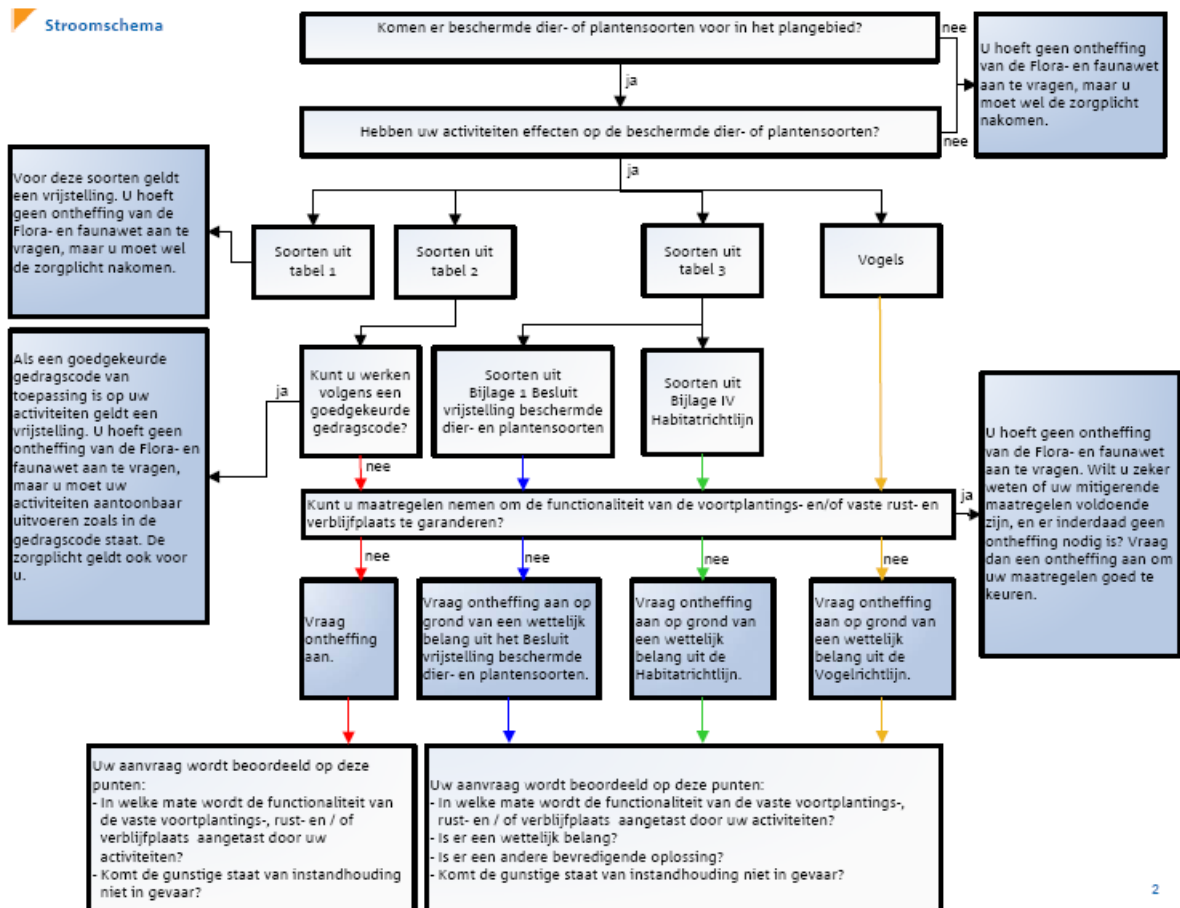 Stroomschema
Komen er beschermde dier- of plantensoorten voor in het plangebied?
nee
U hoeft geen ontheffing
van de Flora- en faunawet
aan te vragen, maar u
moet wel de zorgplicht
nakomen.
ja
Hebben uw activiteiten effecten op de beschermde dier- of plantensoorten?
nee
ja
Voor deze soorten geldt
een vrijstelling. U hoeft
geen ontheffing van de
Flora- en faunawet aan te
vragen, maar u moet wel
de zorgplicht nakomen.
Soorten uit
tabel 1
Soorten uit
tabel 2
Soorten uit
tabel 3
Vogels
Als een goedgekeurde
gedragscode van
toepassing is op uw
activiteiten geldt een
vrijstelling. U hoeft geen
ontheffing van de Flora- en
faunawet aan te vragen,
maar u moet uw
activiteiten aantoonbaar
uitvoeren zoals in de
gedragscode staat. De
zorgplicht geldt ook voor
u.
ja
Kunt u werken
volgens een
goedgekeurde
gedragscode?
Soorten uit
Bijlage 1 Besluit
vrijstelling beschermde
dier- en plantensoorten
Soorten uit
Bijlage IV
Habitatrichtlijn
nee
Kunt u maatregelen nemen om de functionaliteit van de voortplantings- en/of vaste rust- en
verblijfplaats te garanderen?
ja
U hoeft geen ontheffing
van de Flora- en faunawet
aan te vragen. Wilt u zeker
weten of uw mitigerende
maatregelen voldoende
zijn, en er inderdaad geen
ontheffing nodig is? Vraag
dan een ontheffing aan om
uw maatregelen goed te
keuren.
nee
nee
nee
nee
Vraag
ontheffing
aan.
Vraag ontheffing aan op
grond van een wettelijk
belang uit het Besluit
vrijstelling beschermde
dier- en plantensoorten.
Vraag ontheffing
aan op grond van
een wettelijk
belang uit de
Habitatrichtlijn.
Vraag ontheffing
aan op grond van
een wettelijk
belang uit de
Vogelrichtlijn.
Uw aanvraag wordt beoordeeld op deze
punten:
- In welke mate wordt de functionaliteit van
de vaste voortplantings-, rust- en / of
verblijfplaats aangetast door uw
activiteiten?
- Komt de gunstige staat van instandhouding
niet in gevaar?
Uw aanvraag wordt beoordeeld op deze punten:
- In welke mate wordt de functionaliteit van de vaste voortplantings-,
rust- en / of verblijfplaats aangetast door uw activiteiten?
- Is er een wettelijk belang?
- Is er een andere bevredigende oplossing?
- Komt de gunstige staat van instandhouding niet in gevaar?
2